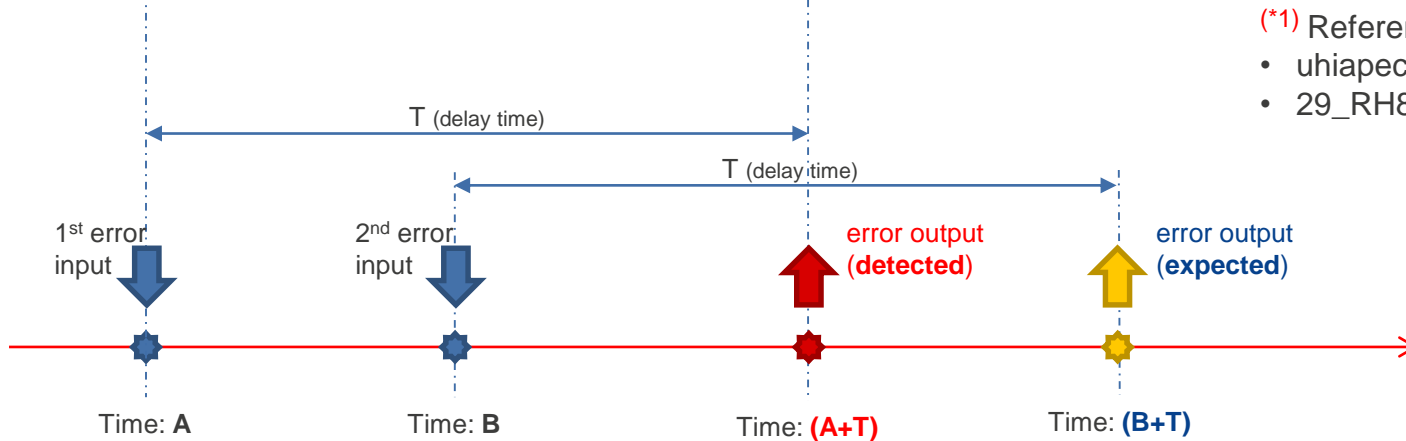 (*1)
• uhiapec
• 29_RH8
T (delay time)
T (delay time)
1st error
input
2nd error
input
error output
(detected)
error output
(expected)
Time: A
Time: B
Time: (A+T)
Time: (B+T)